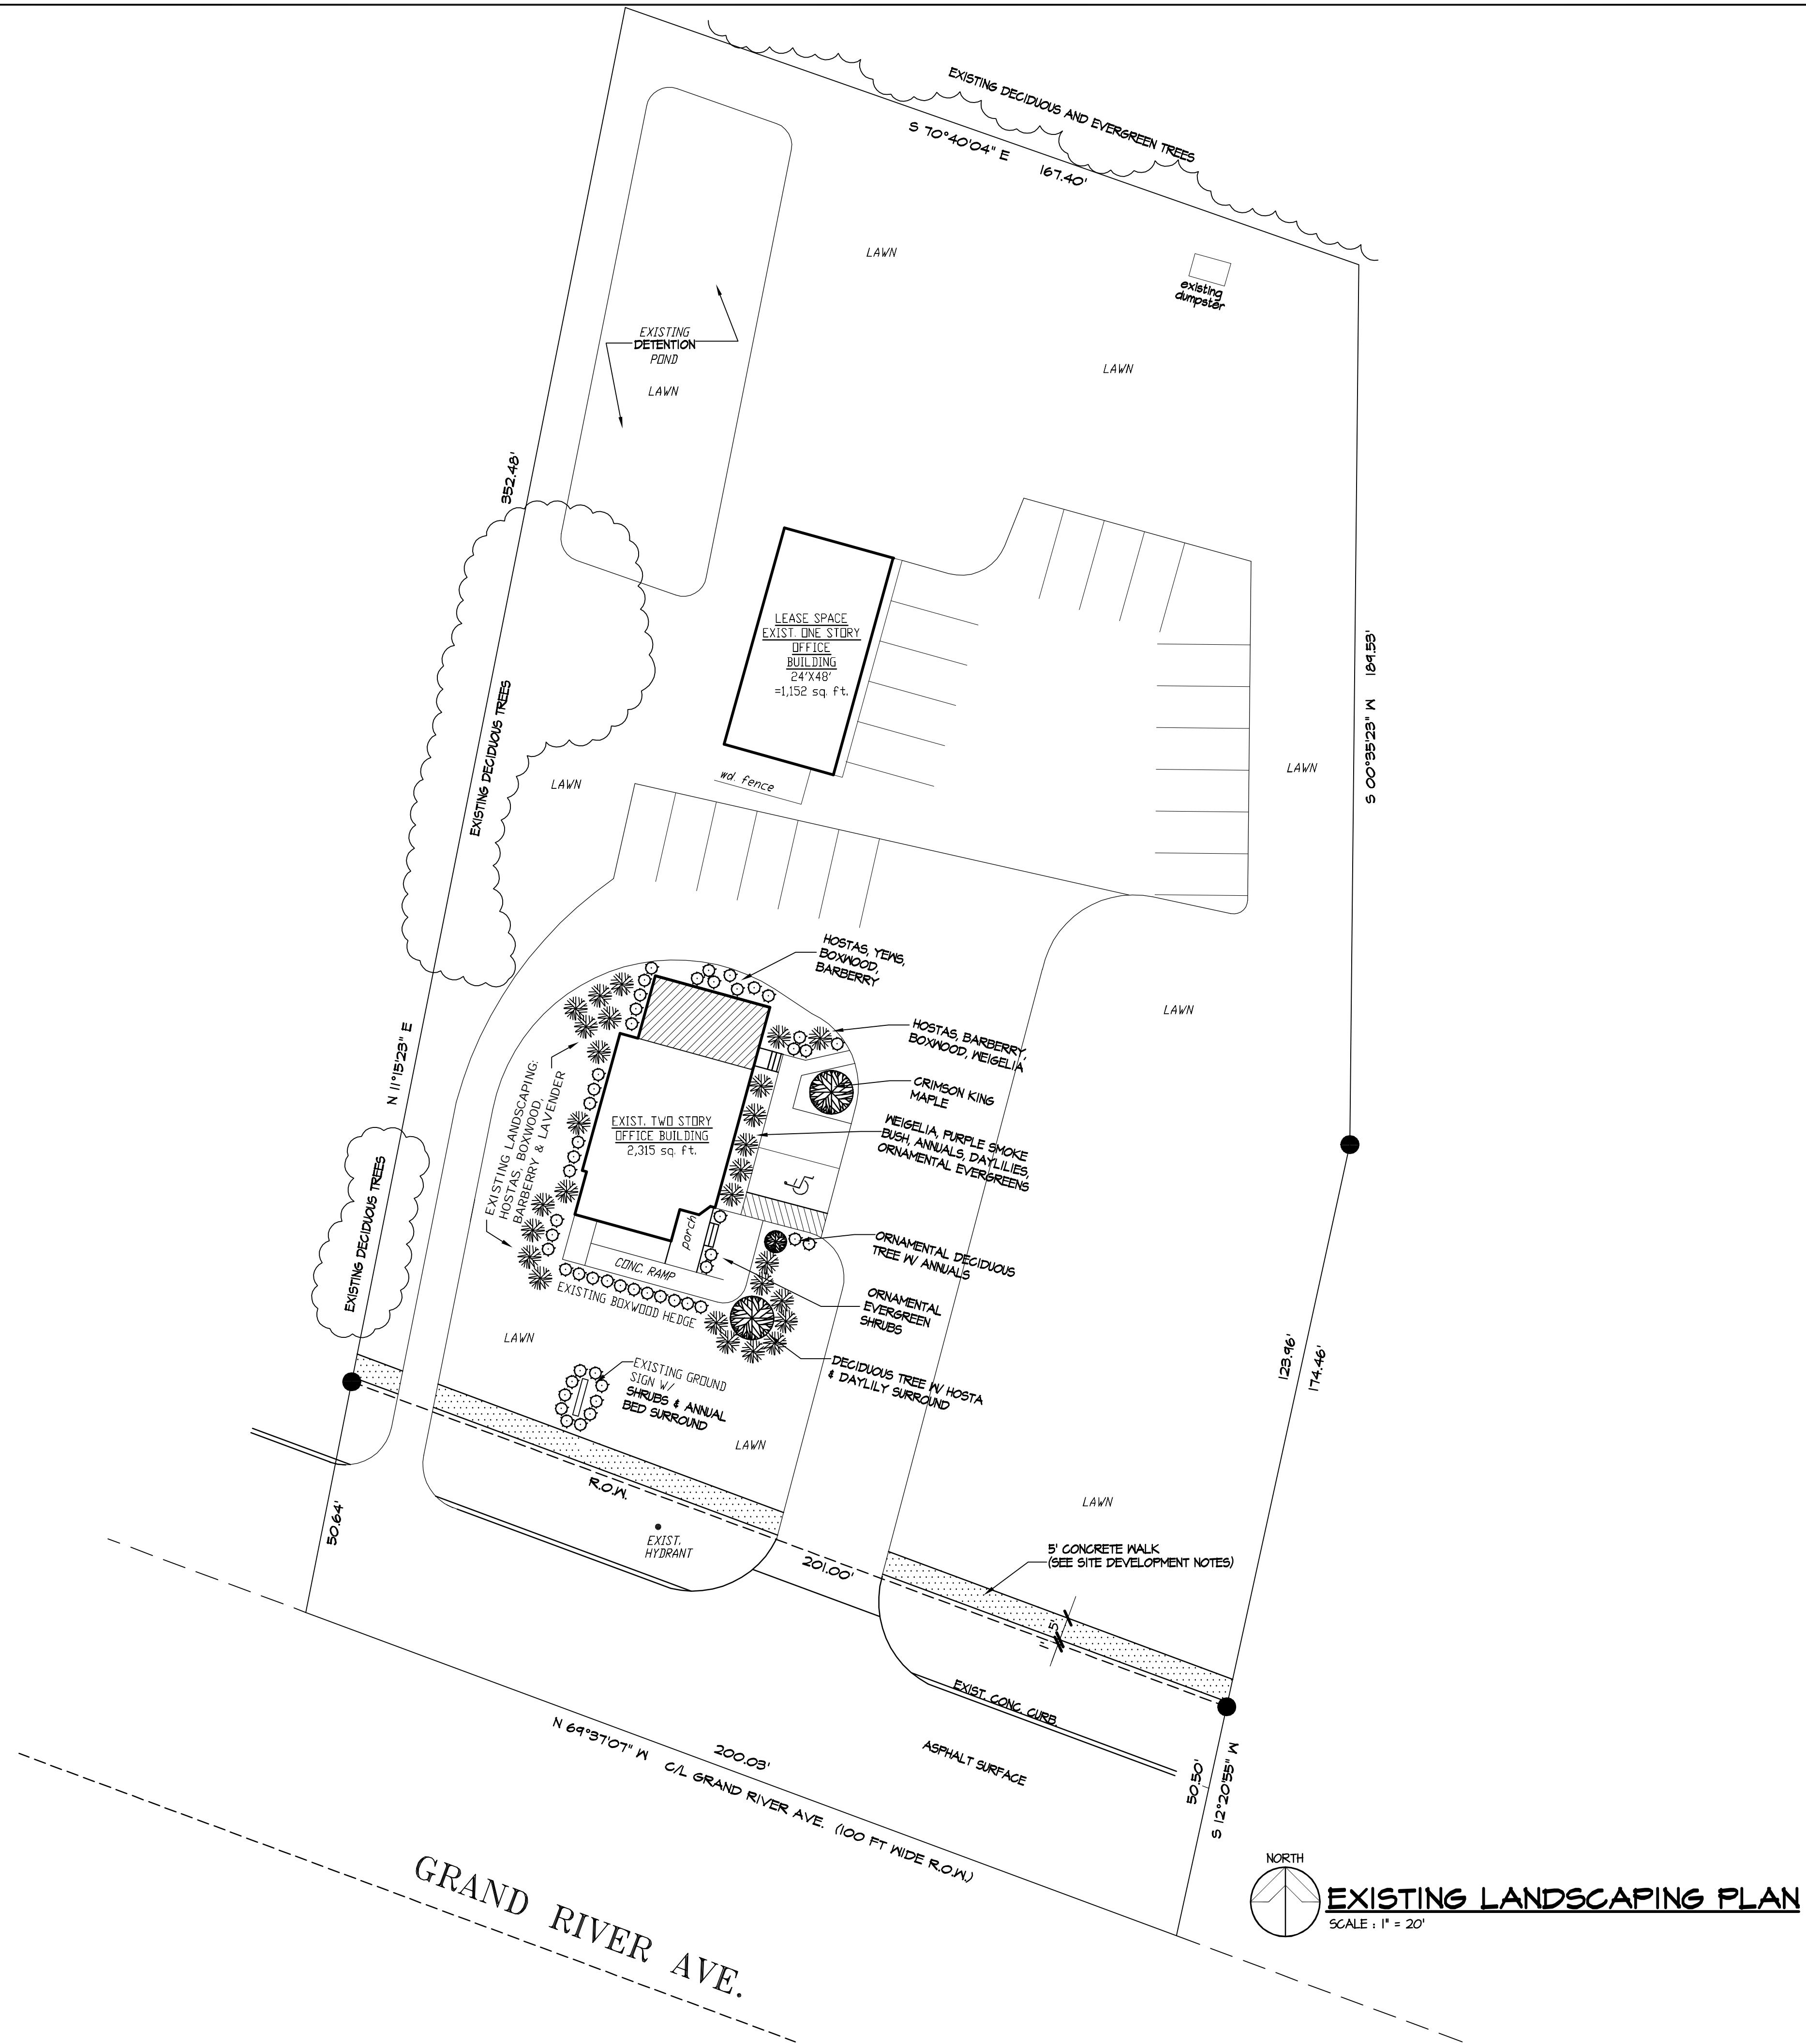 EXISTING DECIDUOUS AND EVERGREEN TREES
S 70°40'04" E 167.40'
LAWN
existing
dumpster
EXISTING
DETENTION
POND
LAWN
LAWN
352.48'
LEASE SPACE
EXIST. ONE STORY
OFFICE
BUILDING
24'X48'
=1,152 sq. ft.
S 00°35'23" W 189.53'
EXISTING DECIDUOUS TREES
LAWN
wd. fence
LAWN
HOSTAS, YEWS,
BOXWOOD,
BARBERRY
LAWN
N 11°15'23" E
HOSTAS, BARBERRY,
BOXWOOD, WEIGELIA
EXISTING LANDSCAPING:
HOSTAS, BOXWOOD,
BARBERRY & LAVENDER
CRIMSON KING
MAPLE
EXIST. TWO STORY
OFFICE BUILDING
2,315 sq. ft.
WEIGELIA, PURPLE SMOKE
BUSH, ANNUALS, DAYLILIES,
ORNAMENTAL EVERGREENS
EXISTING DECIDUOUS TREES
porch
ORNAMENTAL DECIDUOUS
TREE W/ ANNUALS
CONC. RAMP
EXISTING BOXWOOD HEDGE
ORNAMENTAL
EVERGREEN
SHRUBS
LAWN
123.96'
174.46'
EXISTING GROUND
SIGN W/
SHRUBS & ANNUAL
BED SURROUND
DECIDUOUS TREE W/ HOSTA
& DAYLILY SURROUND
LAWN
R.O.W.
50.64'
LAWN
EXIST.
HYDRANT
201.00'
5' CONCRETE WALK
(SEE SITE DEVELOPMENT NOTES)
5'
1'
EXIST. CONC. CURB
ASPHALT SURFACE
N 69°37'07" W 200.03'
C/L GRAND RIVER AVE. (100 FT WIDE R.O.W.)
50.50'
S 12°20'55" W
GRAND RIVER AVE.
NORTH
EXISTING LANDSCAPING PLAN
SCALE : 1" = 20'